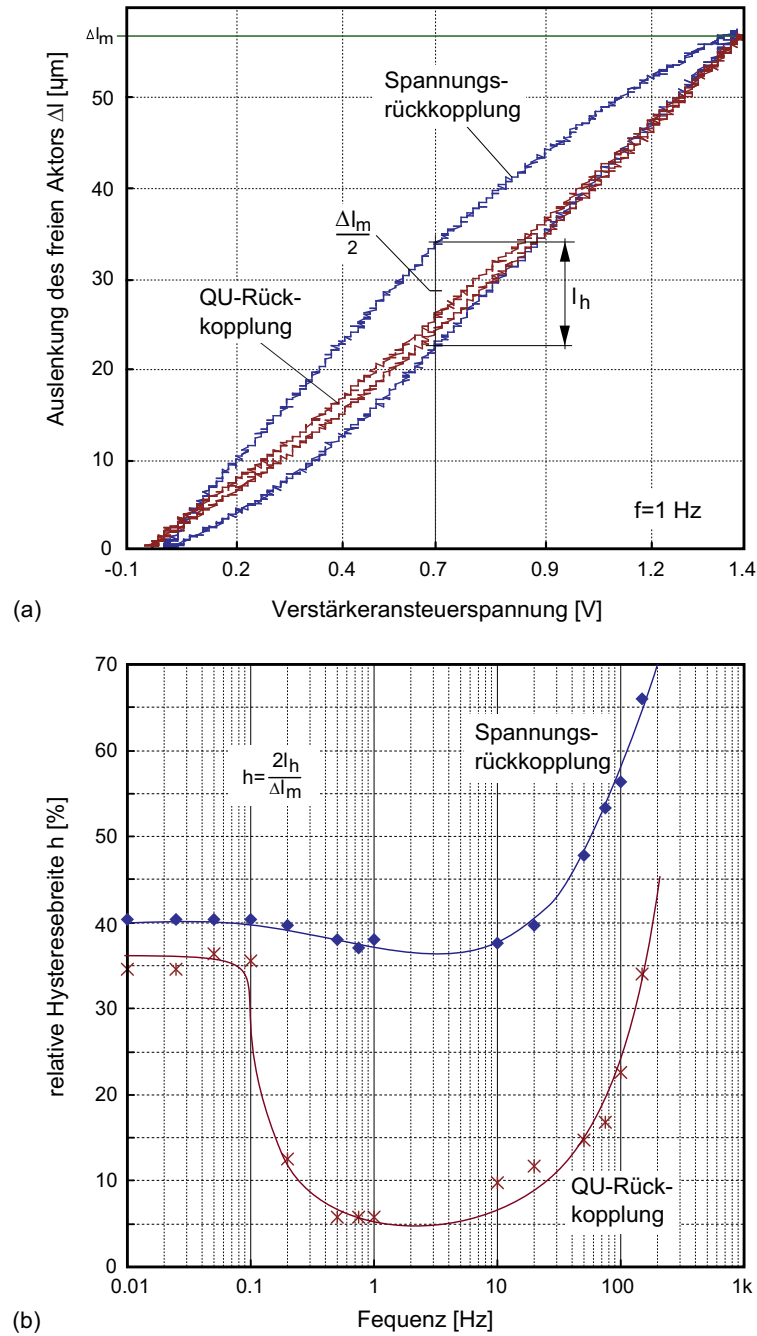 (a)
Auslenkung des freien Aktors Δl [µm]
Δlm
50
40
30
20
10
0
Spannungs-
rückkopplung
Δlm
2
QU-Rück-
kopplung
lh
f=1 Hz
-0.1
0.2
0.4
0.7
0.9
1.2
1.4
Verstärkeransteuerspannung [V]
(b)
relative Hysteresebreite h [%]
70
60
50
40
30
20
10
5
0
h=2lh
Δlm
Spannungs-
rückkopplung
QU-Rück-
kopplung
0.01
0.1
1
10
100
1k
Fequenz [Hz]